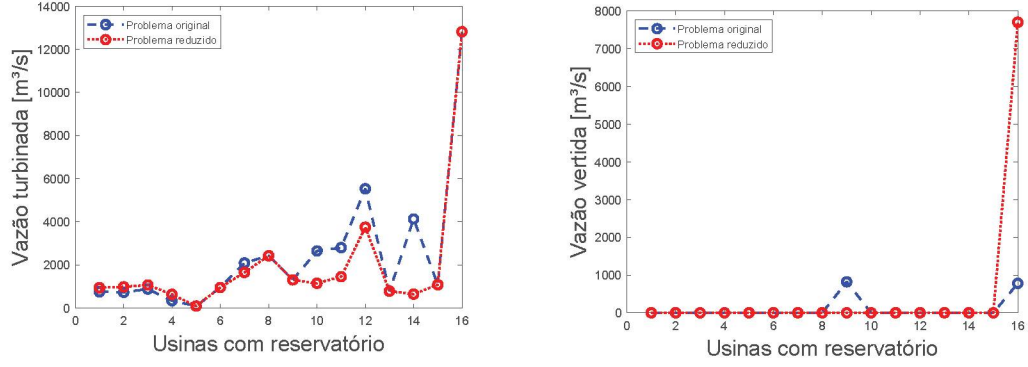 14000
12000
10000
8000
6000
4000
2000
0
Vazão turbinada [m³/s]
Problema original
Problema reduzido
0 2 4 6 8 10 12 14 16
Usinas com reservatório
8000
7000
6000
5000
4000
3000
2000
1000
0
Vazão vertida [m³/s]
Problema original
Problema reduzido
0 2 4 6 8 10 12 14 16
Usinas com reservatório